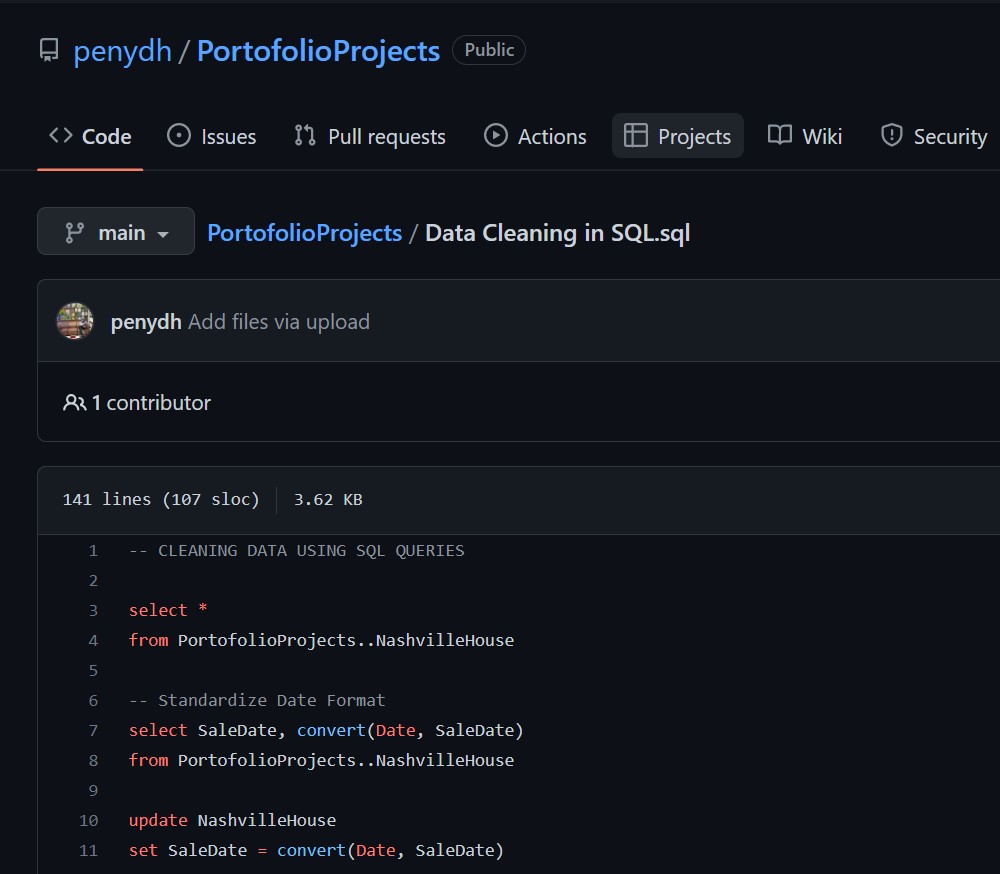 penydh / PortofolioProjects Public
Code Issues Pull requests Actions Projects Wiki Security
main PortofolioProjects / Data Cleaning in SQL.sql
penydh Add files via upload
1 contributor
141 lines (107 sloc) 3.62 KB
1 -- CLEANING DATA USING SQL QUERIES
2
3 select *
4 from PortofolioProjects..NashvilleHouse
5
6 -- Standardize Date Format
7 select SaleDate, convert(Date, SaleDate)
8 from PortofolioProjects..NashvilleHouse
9
10 update NashvilleHouse
11 set SaleDate = convert(Date, SaleDate)